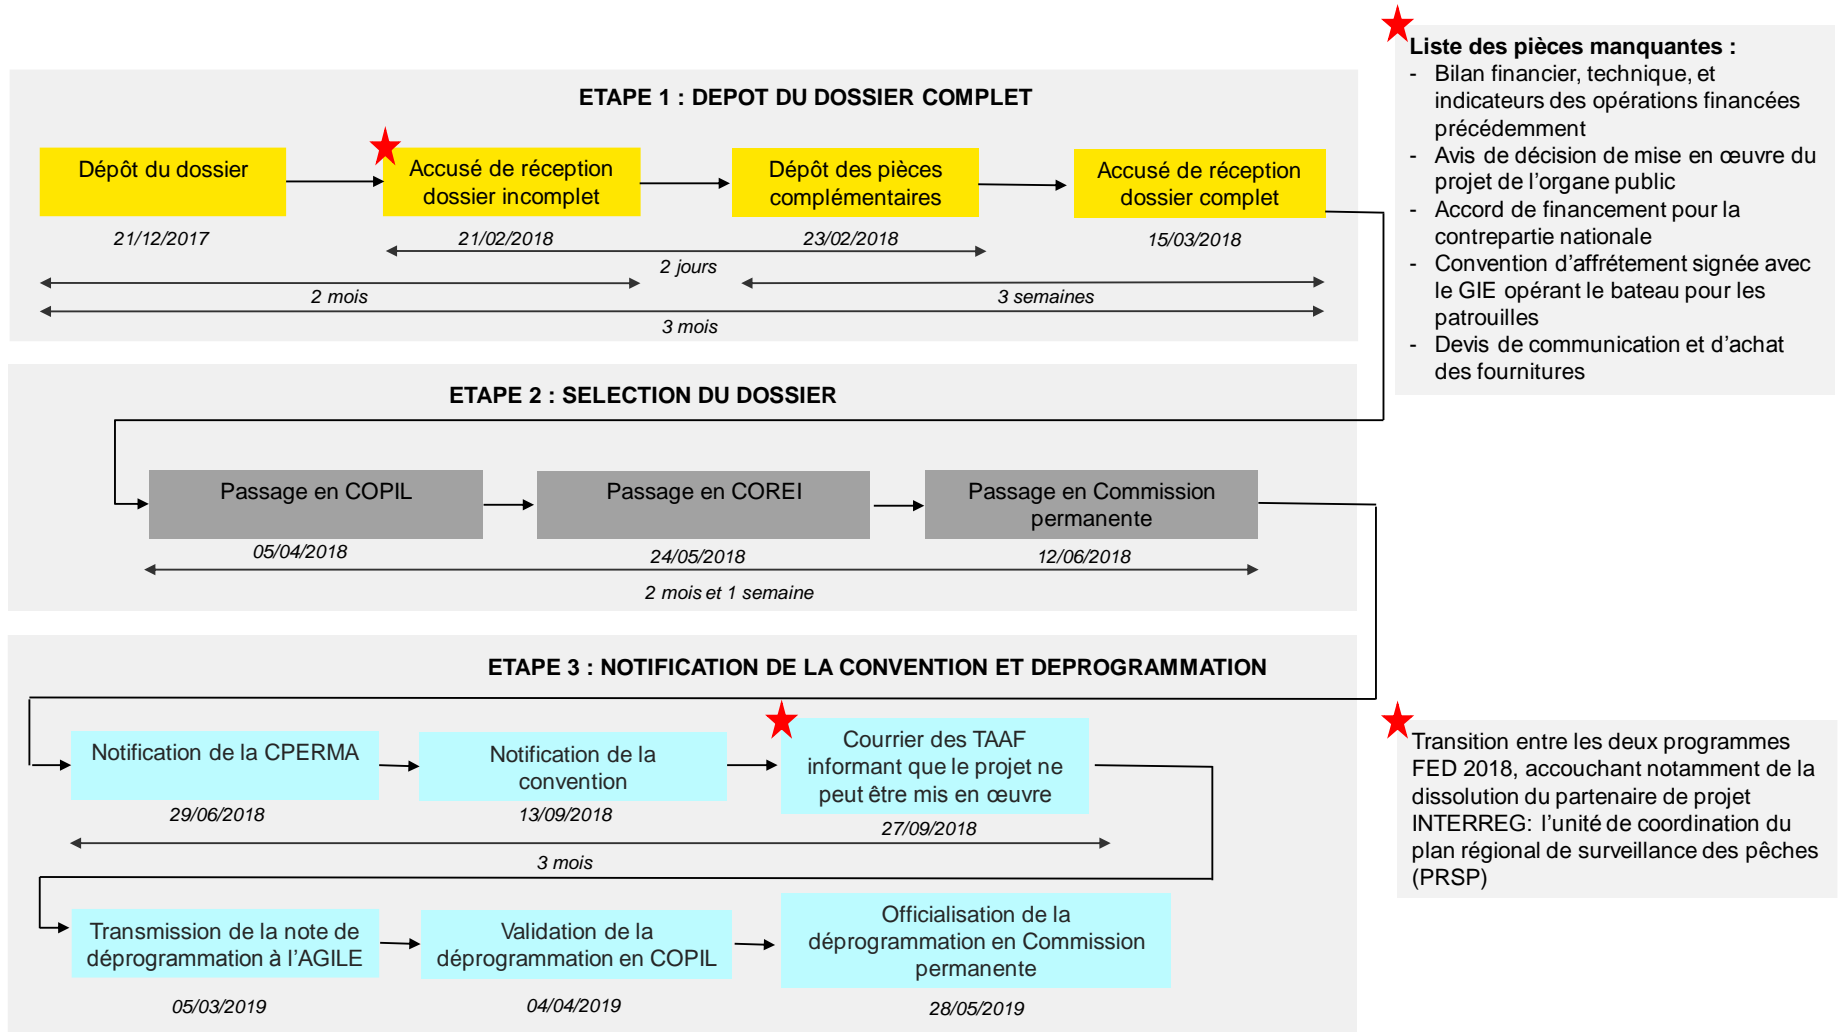 Liste des pièces manquantes :
- Bilan financier, technique, et
indicateurs des opérations financées
précédemment
- Avis de décision de mise en œuvre du
projet de l'organe public
- Accord de financement pour la
contrepartie nationale
- Convention d'affrétement signée avec
le GIE opérant le bateau pour les
patrouilles
- Devis de communication et d'achat
des fournitures
ETAPE 1 : DEPOT DU DOSSIER COMPLET
Dépôt du dossier
Accusé de réception
dossier incomplet
Dépôt des pièces
complémentaires
Accusé de réception
dossier complet
21/12/2017
21/02/2018
23/02/2018
15/03/2018
2 jours
2 mois
3 semaines
3 mois
ETAPE 2 : SELECTION DU DOSSIER
Passage en COPIL
Passage en COREI
Passage en Commission
permanente
05/04/2018
24/05/2018
12/06/2018
2 mois et 1 semaine
ETAPE 3 : NOTIFICATION DE LA CONVENTION ET DEPROGRAMMATION
Notification de la CPERMA
Notification de la
convention
Courrier des TAAF
informant que le projet ne
peut être mis en œuvre
29/06/2018
13/09/2018
27/09/2018
3 mois
Transmission de la note de
déprogrammation à l'AGILE
Validation de la
déprogrammation en COPIL
Officialisation de la
déprogrammation en Commission
permanente
05/03/2019
04/04/2019
28/05/2019
Transition entre les deux programmes
FED 2018, accouchant notamment de la
dissolution du partenaire de projet
INTERREG: l'unité de coordination du
plan régional de surveillance des pêches
(PRSP)